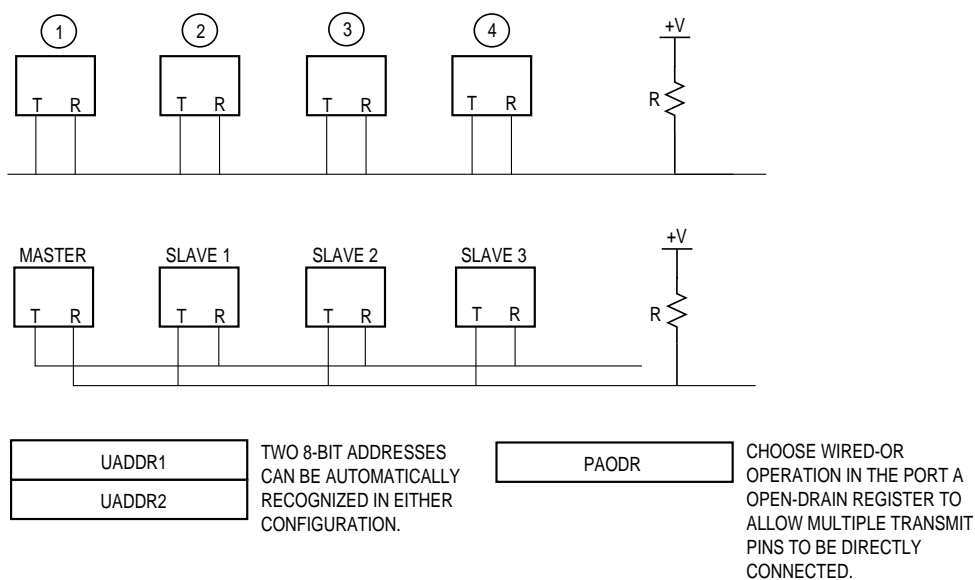 1 2 3 4 +V
T R T R T R T R R
+V
MASTER SLAVE 1 SLAVE 2 SLAVE 3
T R T R T R T R R
UADDR1
UADDR2
TWO 8-BIT ADDRESSES
CAN BE AUTOMATICALLY
RECOGNIZED IN EITHER
CONFIGURATION.
PAODR
CHOOSE WIRED-OR
OPERATION IN THE PORT A
OPEN-DRAIN REGISTER TO
ALLOW MULTIPLE TRANSMIT
PINS TO BE DIRECTLY
CONNECTED.